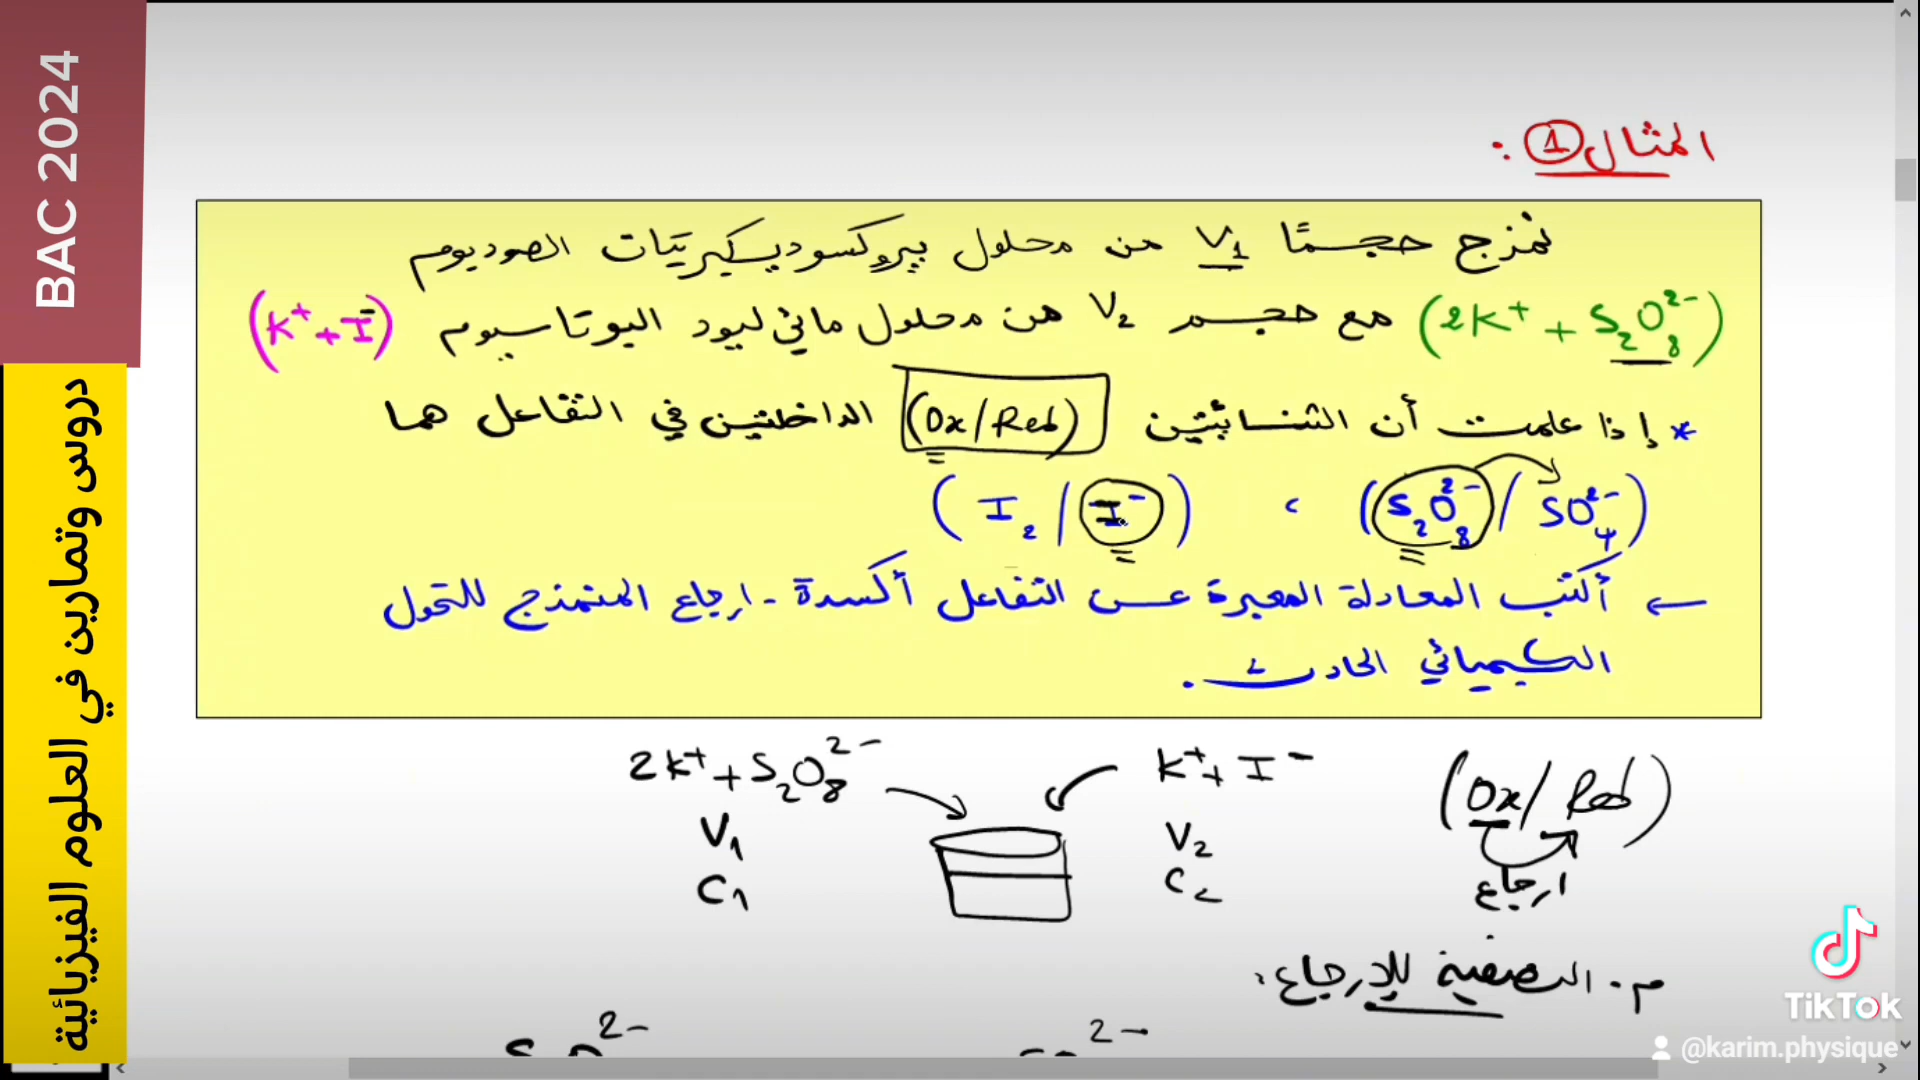 BAC 2024
دروس وتمارين في العلوم الفيزيائية
المثال ① :
نمزج حجمًا V₁ من محلول بيروكسوديكبريتات الصوديوم
(2K⁺ + S₂O₈²⁻) مع حجم V₂ من محلول مائي ليود البوتاسيوم (K⁺ + I⁻)
* إذا علمت أن الثنائيتين (Ox/Red) الداخلتين في التفاعل هما
(S₂O₈²⁻ / SO₄²⁻) ، (I₂ / I⁻)
← أكتب المعادلة المعبرة عن التفاعل أكسدة - ارجاع المنمذج للتحول
الكيميائي الحادث .
2K⁺ + S₂O₈²⁻
V₁
C₁
K⁺ + I⁻
V₂
C₂
(Ox / Red)
ارجاع
م. النصفية للإرجاع :
2-
2-
TikTok
@karim.physique